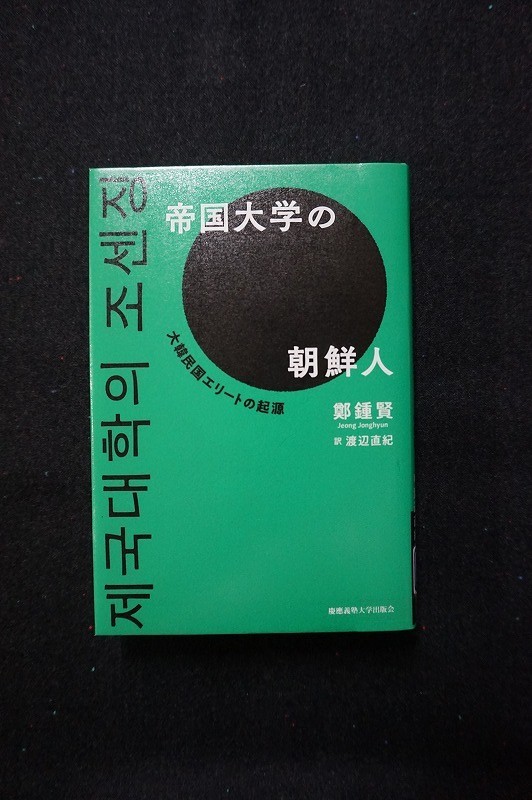 帝国大学の
朝鮮人
大韓民国エリートの起源
鄭鍾賢
Jeong Jonghyun
訳 渡辺直紀
慶應義塾大学出版会
제국대학의 조센징